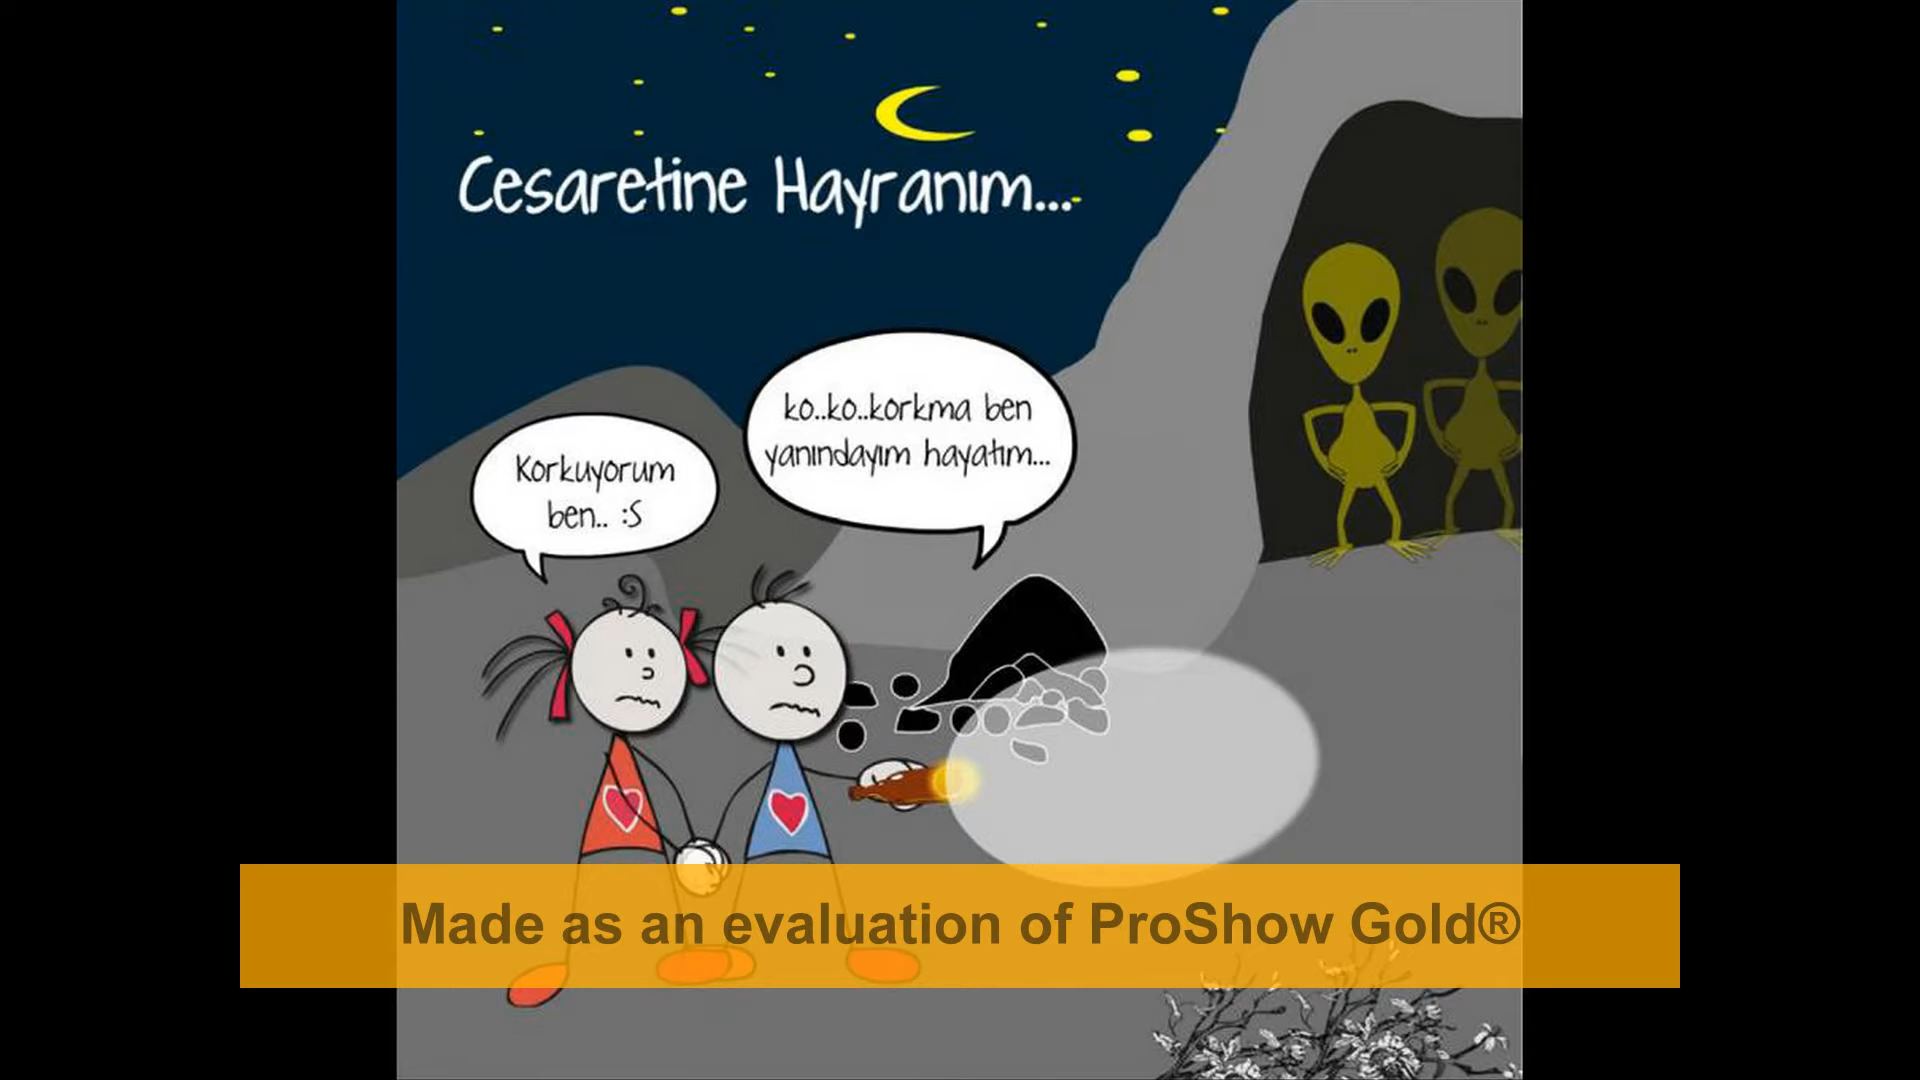 Cesaretine Hayranım...
ko..ko..korkma ben
yanındayım hayatım...
Korkuyorum
ben.. :S
Made as an evaluation of ProShow Gold®